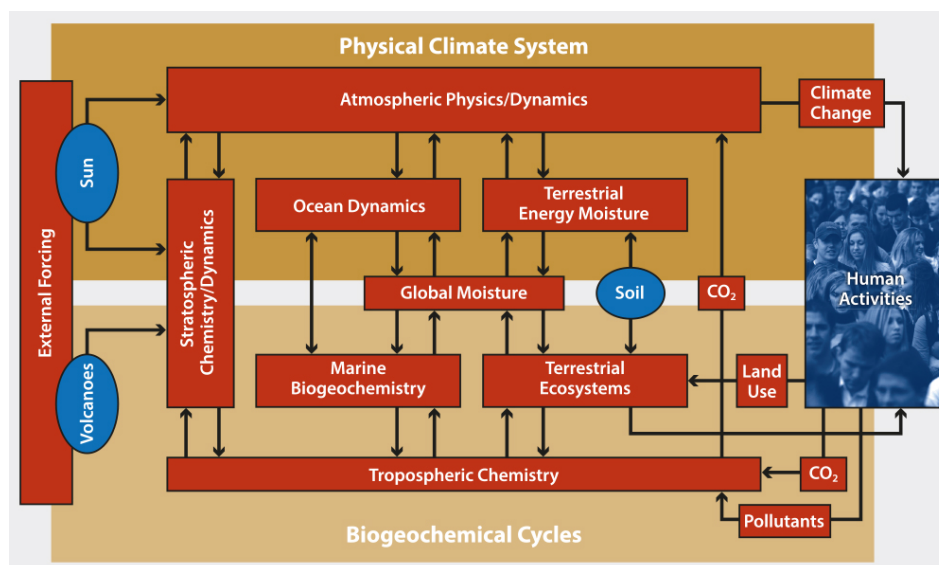 Physical Climate System
Atmospheric Physics/Dynamics
Climate
Change
External Forcing
Sun
Stratospheric
Chemistry/Dynamics
Ocean Dynamics
Terrestrial
Energy Moisture
Global Moisture
Soil
CO₂
Human
Activities
Volcanoes
Marine
Biogeochemistry
Terrestrial
Ecosystems
Land
Use
Tropospheric Chemistry
CO₂
Pollutants
Biogeochemical Cycles